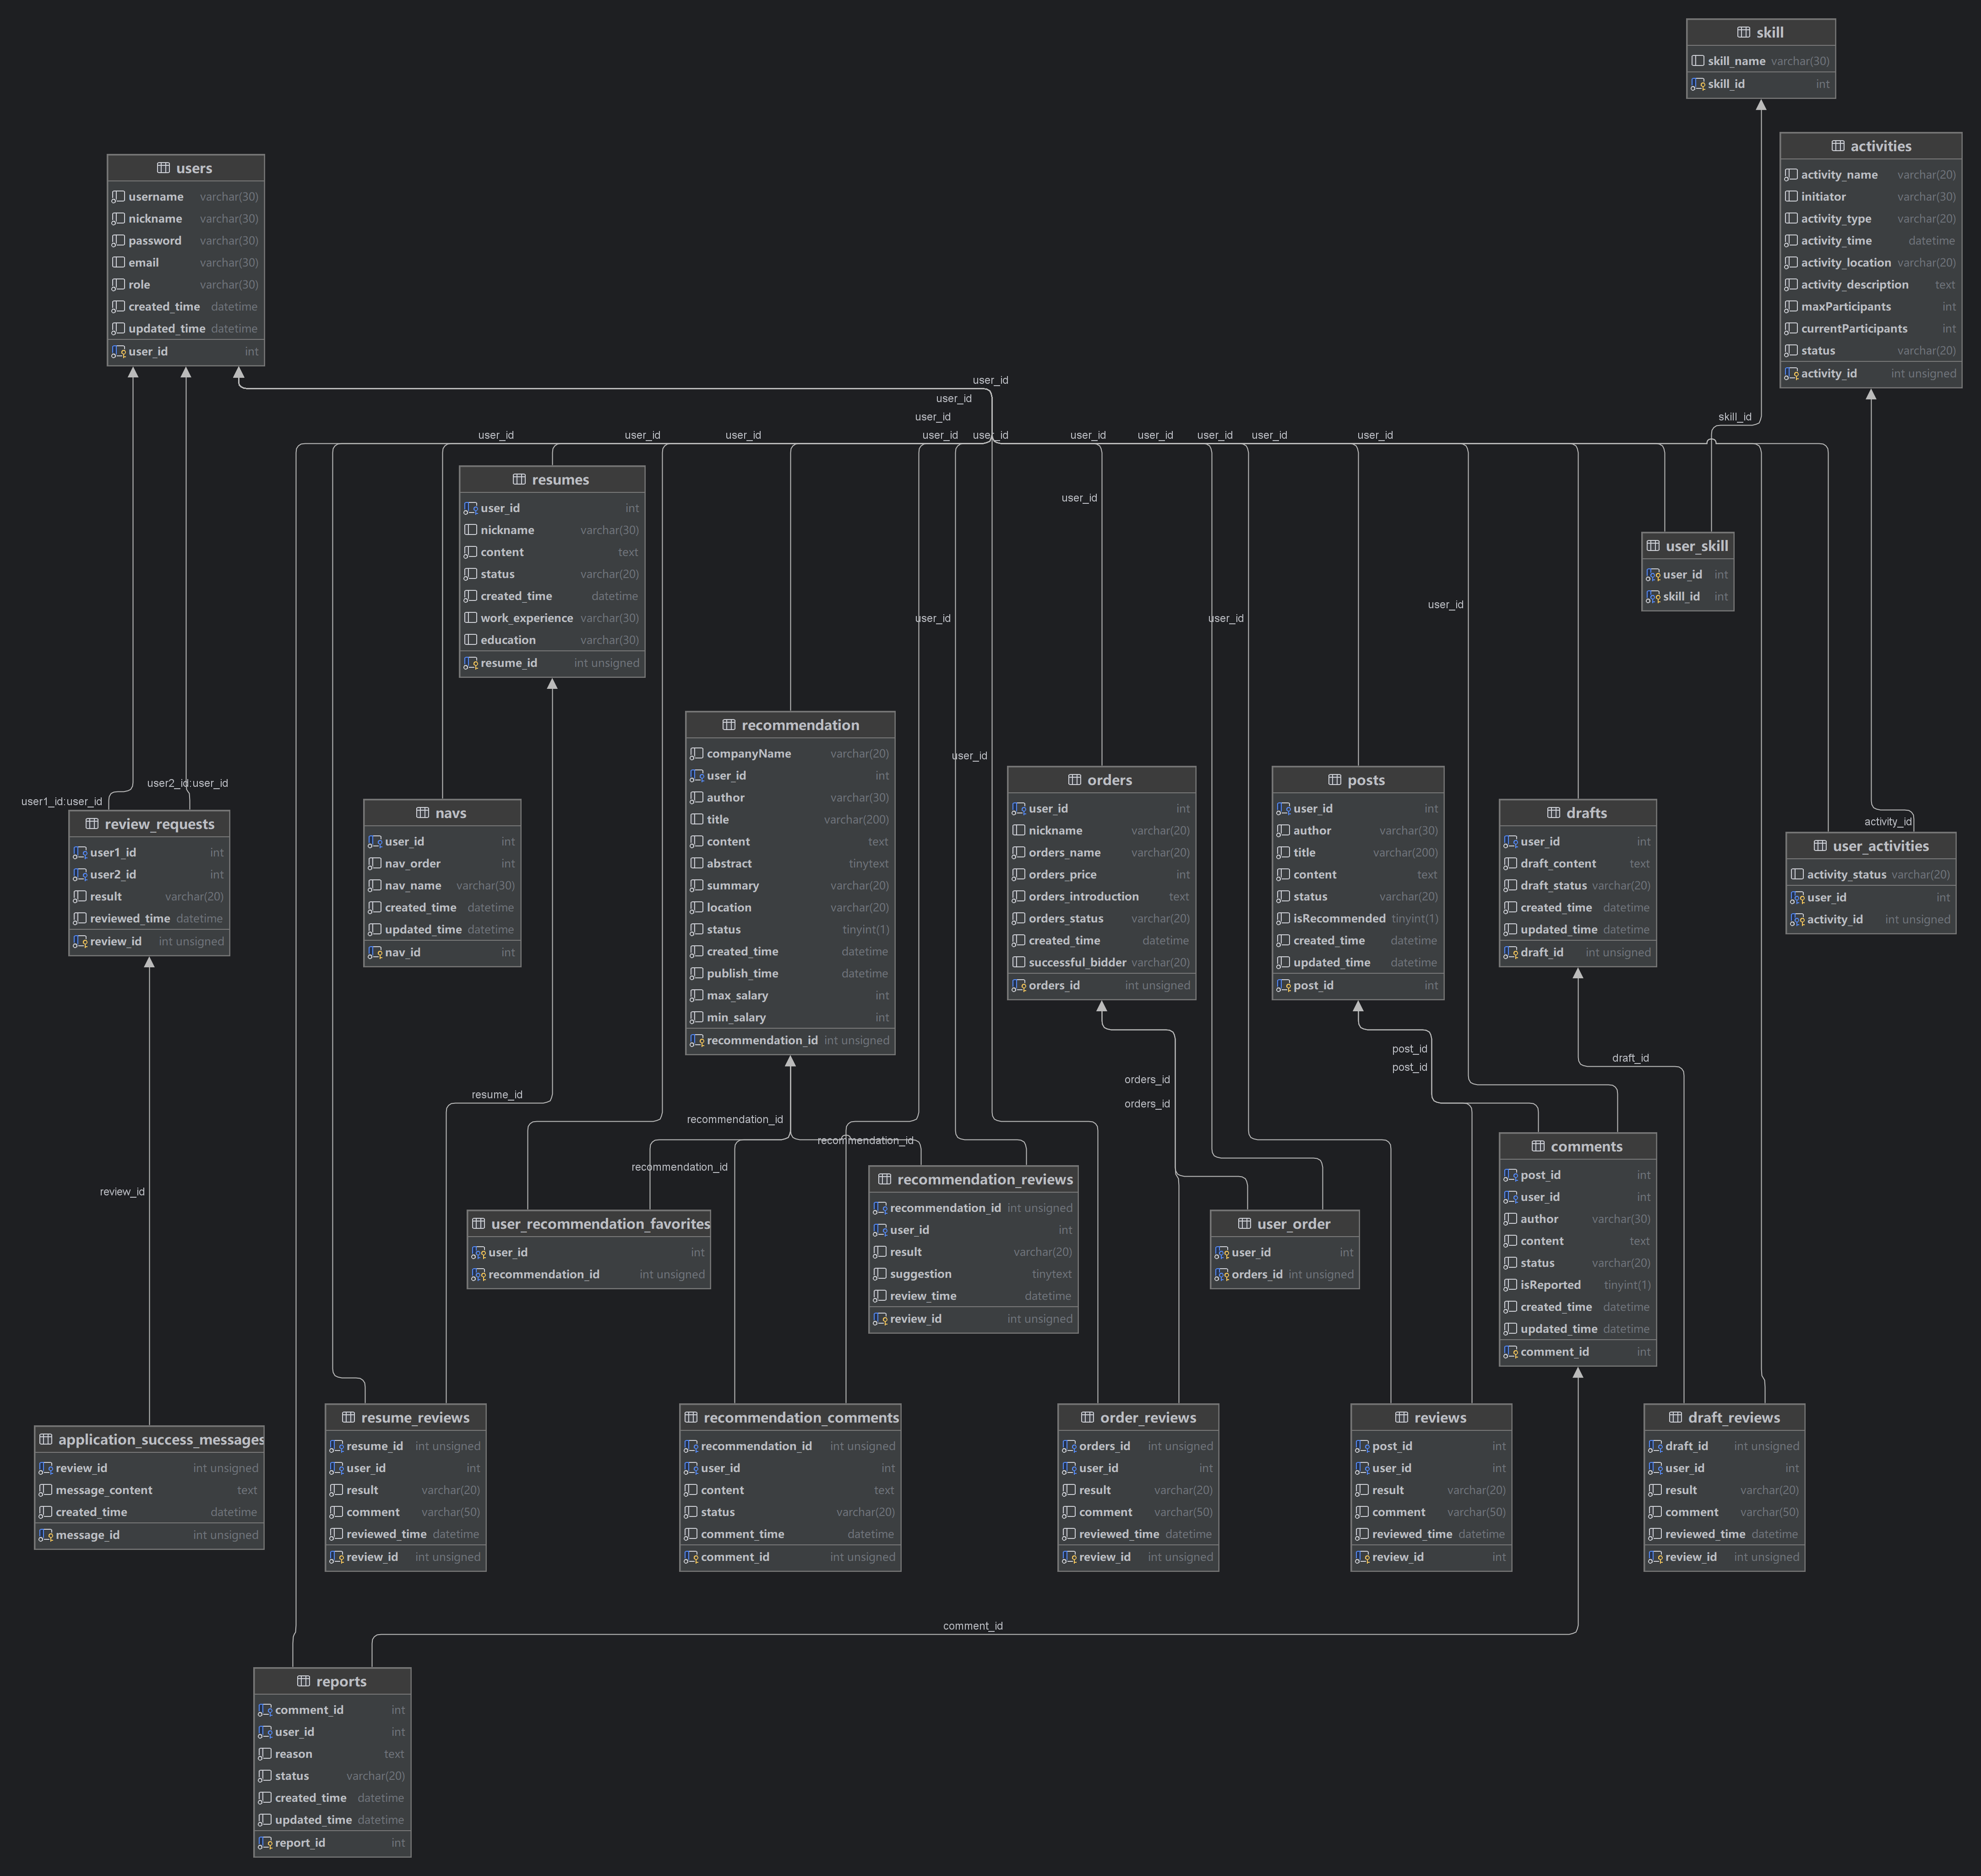 skill
skill_name varchar(30)
skill_id int
activities
activity_name varchar(20)
initiator varchar(30)
activity_type varchar(20)
activity_time datetime
activity_location varchar(20)
activity_description text
maxParticipants int
currentParticipants int
status varchar(20)
activity_id int unsigned
users
username varchar(30)
nickname varchar(30)
password varchar(30)
email varchar(30)
role varchar(30)
created_time datetime
updated_time datetime
user_id int
user_id
user_id
user_id
skill_id
user_id
user_id
user_id
user_id
user_id
user_id
user_id
user_id
user_id
user_id
resumes
user_id int
nickname varchar(30)
content text
status varchar(20)
created_time datetime
work_experience varchar(30)
education varchar(30)
resume_id int unsigned
user_id
user_skill
user_id int
skill_id int
user_id
user_id
user_id
user_id
recommendation
companyName varchar(20)
user_id int
author varchar(30)
title varchar(200)
content text
abstract tinytext
summary varchar(20)
location varchar(20)
status tinyint(1)
created_time datetime
publish_time datetime
max_salary int
min_salary int
recommendation_id int unsigned
orders
user_id int
nickname varchar(20)
orders_name varchar(20)
orders_price int
orders_introduction text
orders_status varchar(20)
created_time datetime
successful_bidder varchar(20)
orders_id int unsigned
posts
user_id int
author varchar(30)
title varchar(200)
content text
status varchar(20)
isRecommended tinyint(1)
created_time datetime
updated_time datetime
post_id int
user2_id:user_id
user1_id:user_id
review_requests
user1_id int
user2_id int
result varchar(20)
reviewed_time datetime
review_id int unsigned
navs
user_id int
nav_order int
nav_name varchar(30)
created_time datetime
updated_time datetime
nav_id int
drafts
user_id int
draft_content text
draft_status varchar(20)
created_time datetime
updated_time datetime
draft_id int unsigned
activity_id
user_activities
activity_status varchar(20)
user_id int
activity_id int unsigned
post_id
post_id
draft_id
orders_id
orders_id
resume_id
recommendation_id
recommendation_id
recommendation_id
review_id
comments
post_id int
user_id int
author varchar(30)
content text
status varchar(20)
isReported tinyint(1)
created_time datetime
updated_time datetime
comment_id int
recommendation_reviews
recommendation_id int unsigned
user_id int
result varchar(20)
suggestion tinytext
review_time datetime
review_id int unsigned
user_recommendation_favorites
user_id int
recommendation_id int unsigned
user_order
user_id int
orders_id int unsigned
application_success_messages
review_id int unsigned
message_content text
created_time datetime
message_id int unsigned
resume_reviews
resume_id int unsigned
user_id int
result varchar(20)
comment varchar(50)
reviewed_time datetime
review_id int unsigned
recommendation_comments
recommendation_id int unsigned
user_id int
content text
status varchar(20)
comment_time datetime
comment_id int unsigned
order_reviews
orders_id int unsigned
user_id int
result varchar(20)
comment varchar(50)
reviewed_time datetime
review_id int unsigned
reviews
post_id int
user_id int
result varchar(20)
comment varchar(50)
reviewed_time datetime
review_id int
draft_reviews
draft_id int unsigned
user_id int
result varchar(20)
comment varchar(50)
reviewed_time datetime
review_id int unsigned
comment_id
reports
comment_id int
user_id int
reason text
status varchar(20)
created_time datetime
updated_time datetime
report_id int